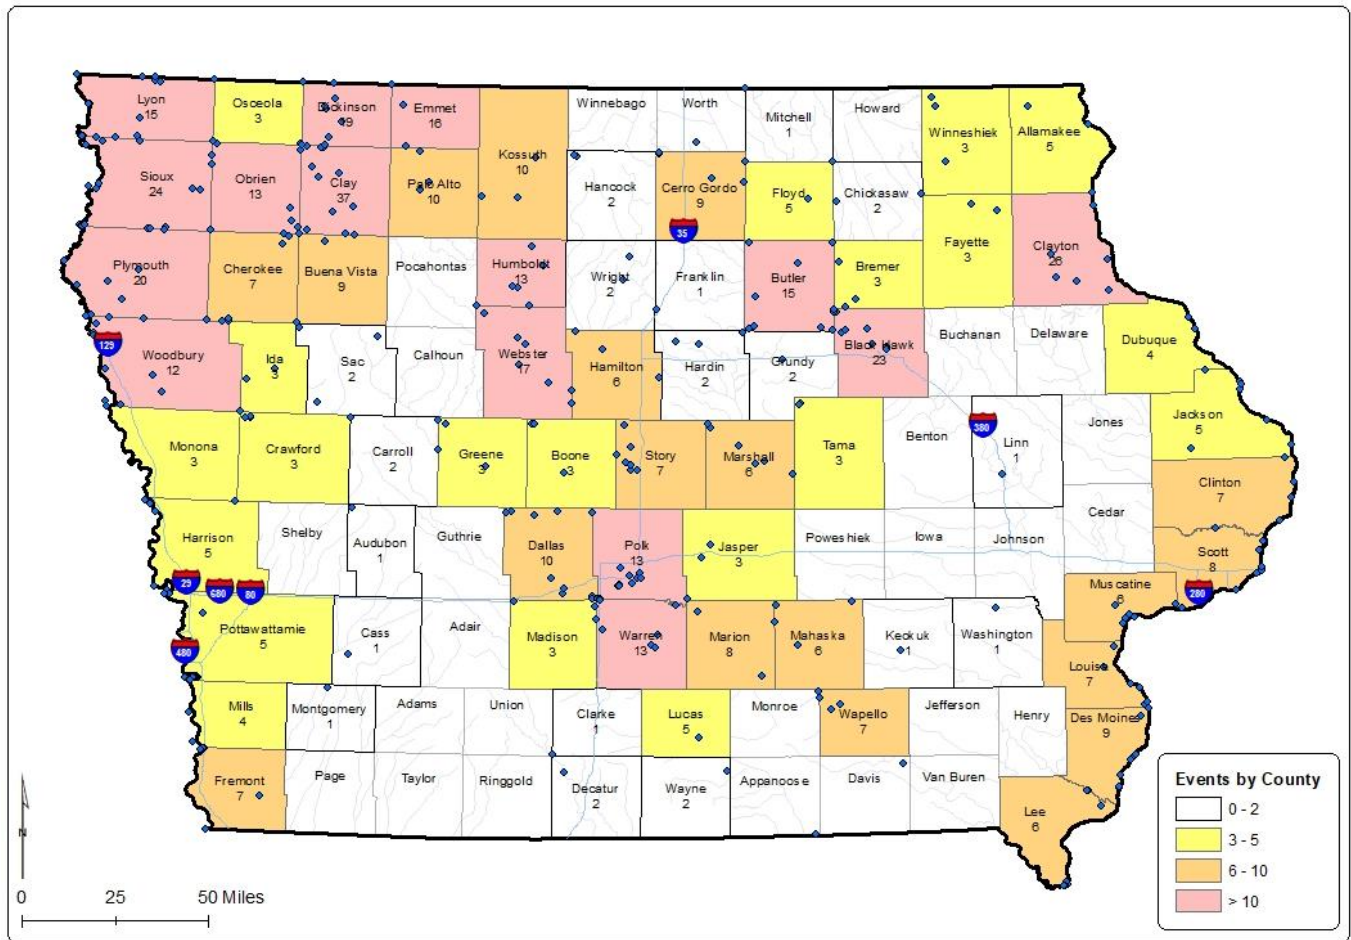 Lyon
15
Osceola
3
Dickinson
19
Emmet
16
Kossuth
10
Winnebago
Worth
Mitchell
1
Howard
Winneshiek
3
Allamakee
5
Sioux
24
Obrien
13
Clay
37
Palo Alto
10
Hancock
2
Cerro Gordo
9
Floyd
5
Chickasaw
2
Fayette
3
Clayton
26
35
Plymouth
20
Cherokee
7
Buena Vista
9
Pocahontas
Humboldt
13
Wright
2
Franklin
1
Butler
15
Bremer
3
129
Woodbury
12
Ida
3
Sac
2
Calhoun
Webster
17
Hamilton
6
Hardin
2
Grundy
2
Black Hawk
23
Buchanan
Delaware
Dubuque
4
Monona
3
Crawford
3
Carroll
2
Greene
3
Boone
3
Story
7
Marshall
6
Tama
3
Benton
380
Linn
1
Jones
Jackson
5
Clinton
7
Harrison
5
Shelby
Audubon
1
Guthrie
Dallas
10
Polk
13
Jasper
3
Poweshiek
Iowa
Johnson
Cedar
Scott
8
Muscatine
6
280
29
680
80
480
Pottawattamie
5
Cass
1
Adair
Madison
3
Warren
13
Marion
8
Mahaska
6
Keokuk
1
Washington
1
Louisa
7
Mills
4
Montgomery
1
Adams
Union
Clarke
1
Lucas
5
Monroe
Wapello
7
Jefferson
Henry
Des Moines
9
Fremont
7
Page
Taylor
Ringgold
Decatur
2
Wayne
2
Appanoose
Davis
Van Buren
Lee
6
Events by County
0 - 2
3 - 5
6 - 10
> 10
N
0 25 50 Miles